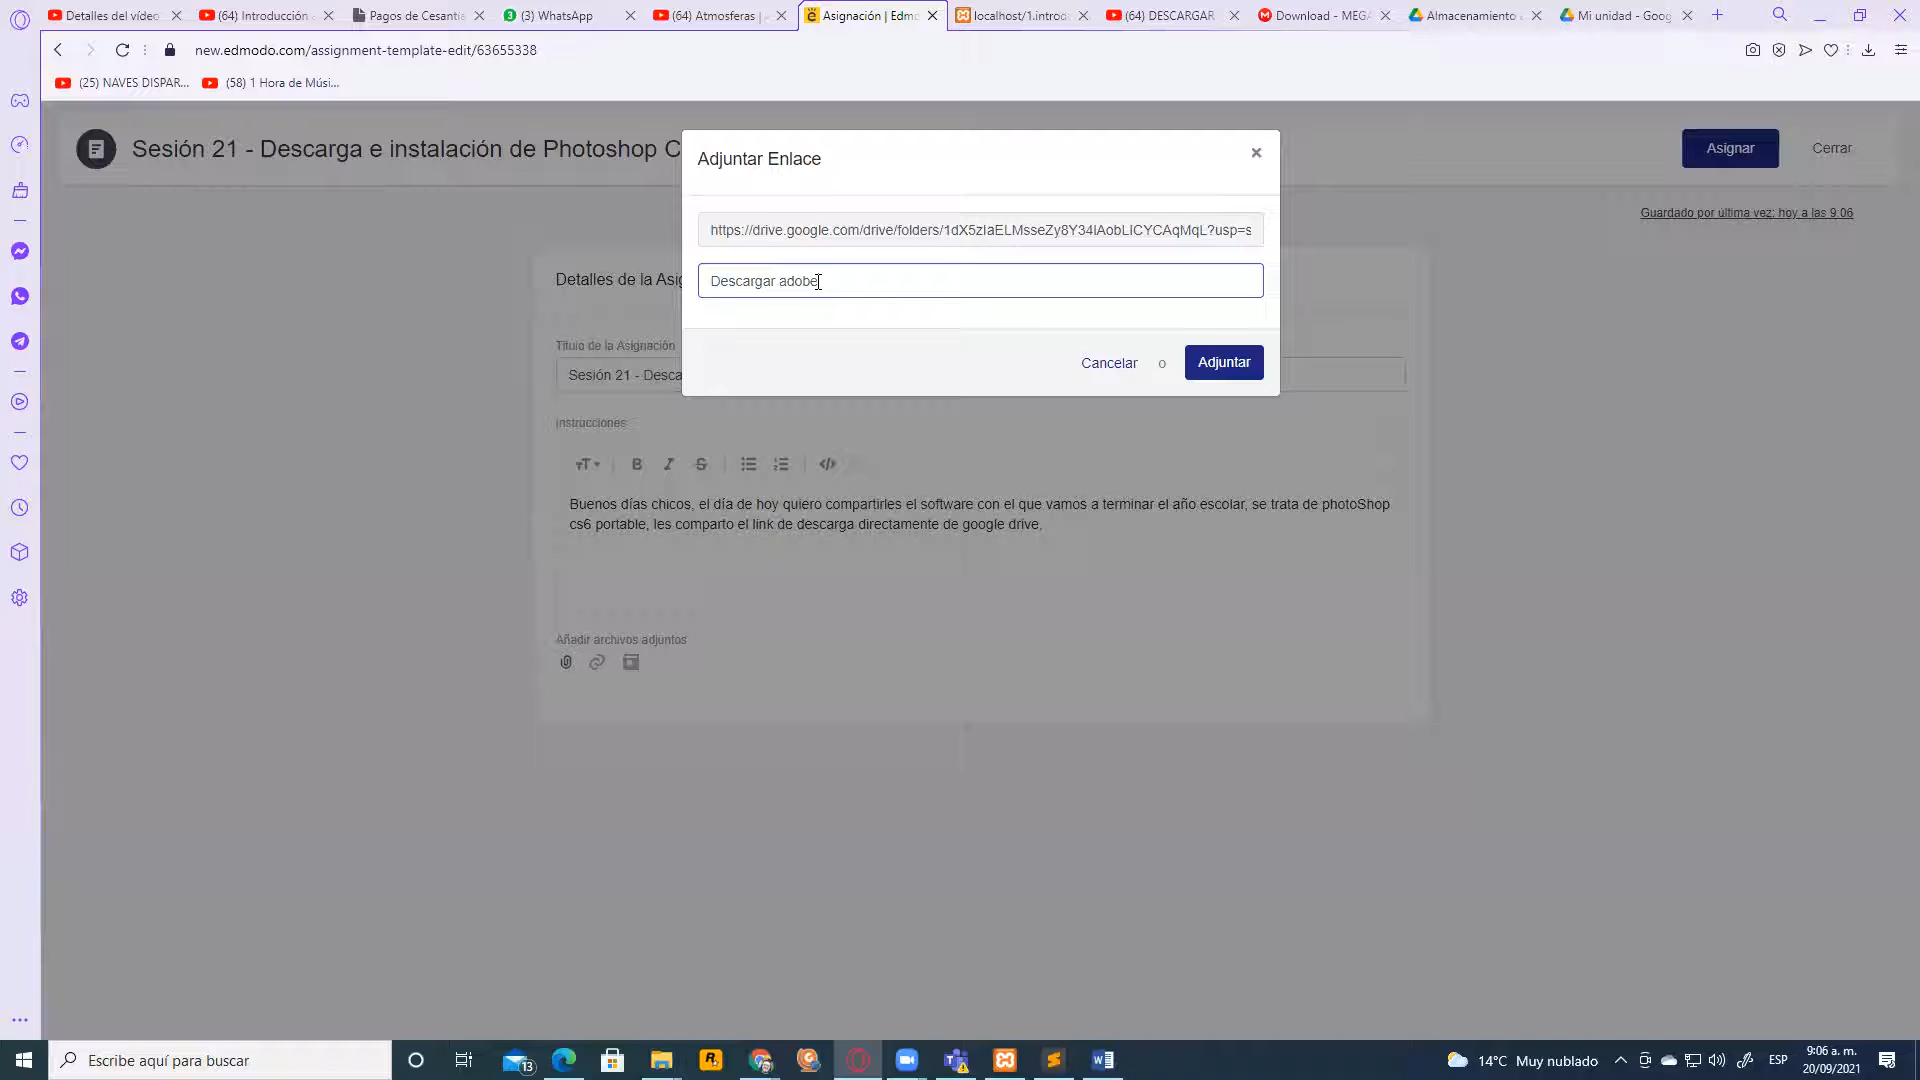 Detalles del vídeo
(64) Introducción
Pagos de Cesantía
(3) WhatsApp
(64) Atmosferas |
Asignación | Edmo
localhost/1.introd
(64) DESCARGAR
Download - MEGA
Almacenamiento
Mi unidad - Goog
new.edmodo.com/assignment-template-edit/63655338
(25) NAVES DISPAR...
(58) 1 Hora de Músi...
Sesión 21 - Descarga e instalación de Photoshop C
Asignar
Cerrar
Guardado por última vez: hoy a las 9:06
Adjuntar Enlace
https://drive.google.com/drive/folders/1dX5zIaELMsseZy8Y34IAobLICYCAqMqL?usp=s
Descargar adobe
Cancelar o Adjuntar
Detalles de la Asig
Título de la Asignación
Sesión 21 - Desca
Instrucciones
Buenos días chicos, el día de hoy quiero compartirles el software con el que vamos a terminar el año escolar, se trata de photoShop
cs6 portable, les comparto el link de descarga directamente de google drive.
Añadir archivos adjuntos
Escribe aquí para buscar
13
14°C Muy nublado
ESP
9:06 a. m.
20/09/2021